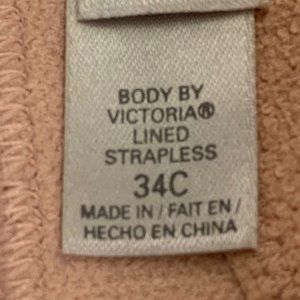 BODY BY
VICTORIA®
LINED
STRAPLESS
34C
MADE IN / FAIT EN /
HECHO EN CHINA